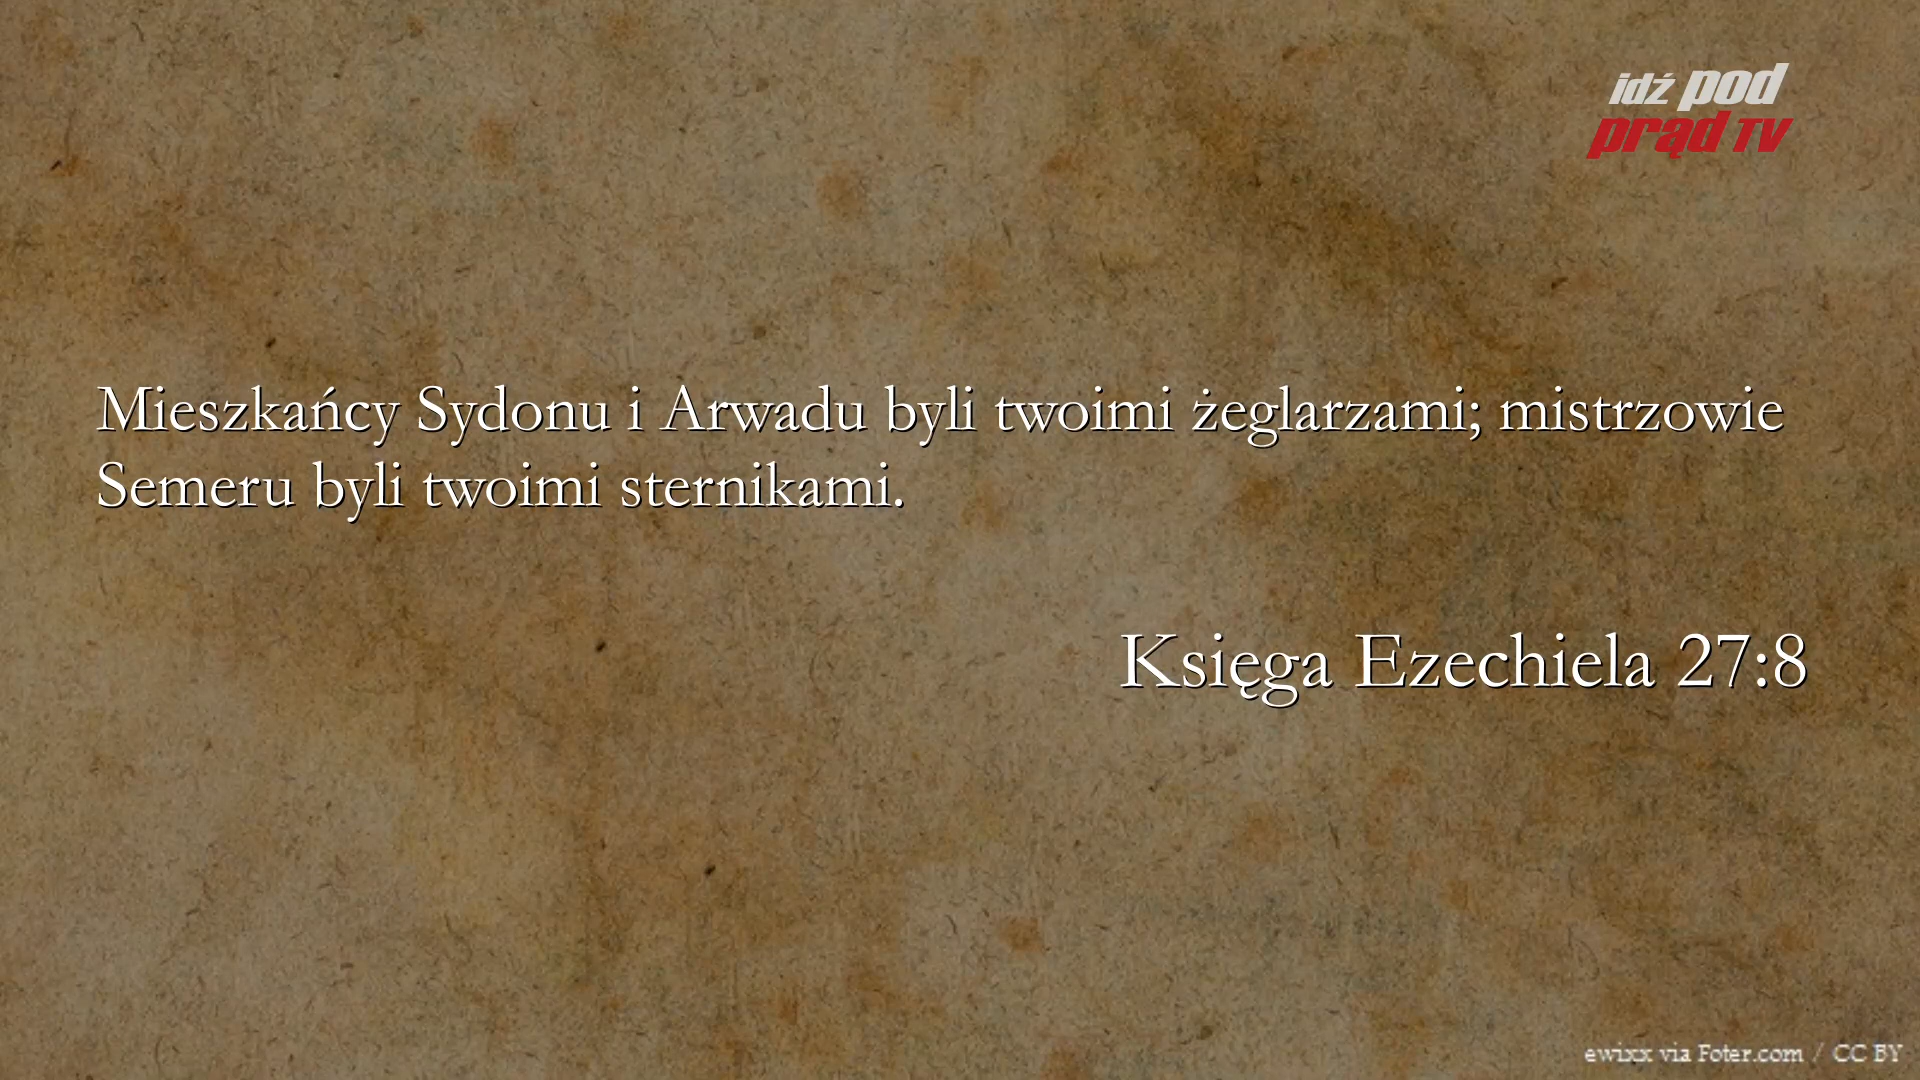 idź pod
prąd TV
Mieszkańcy Sydonu i Arwadu byli twoimi żeglarzami; mistrzowie
Semeru byli twoimi sternikami.
Księga Ezechiela 27:8
ewixx via Foter.com / CC BY